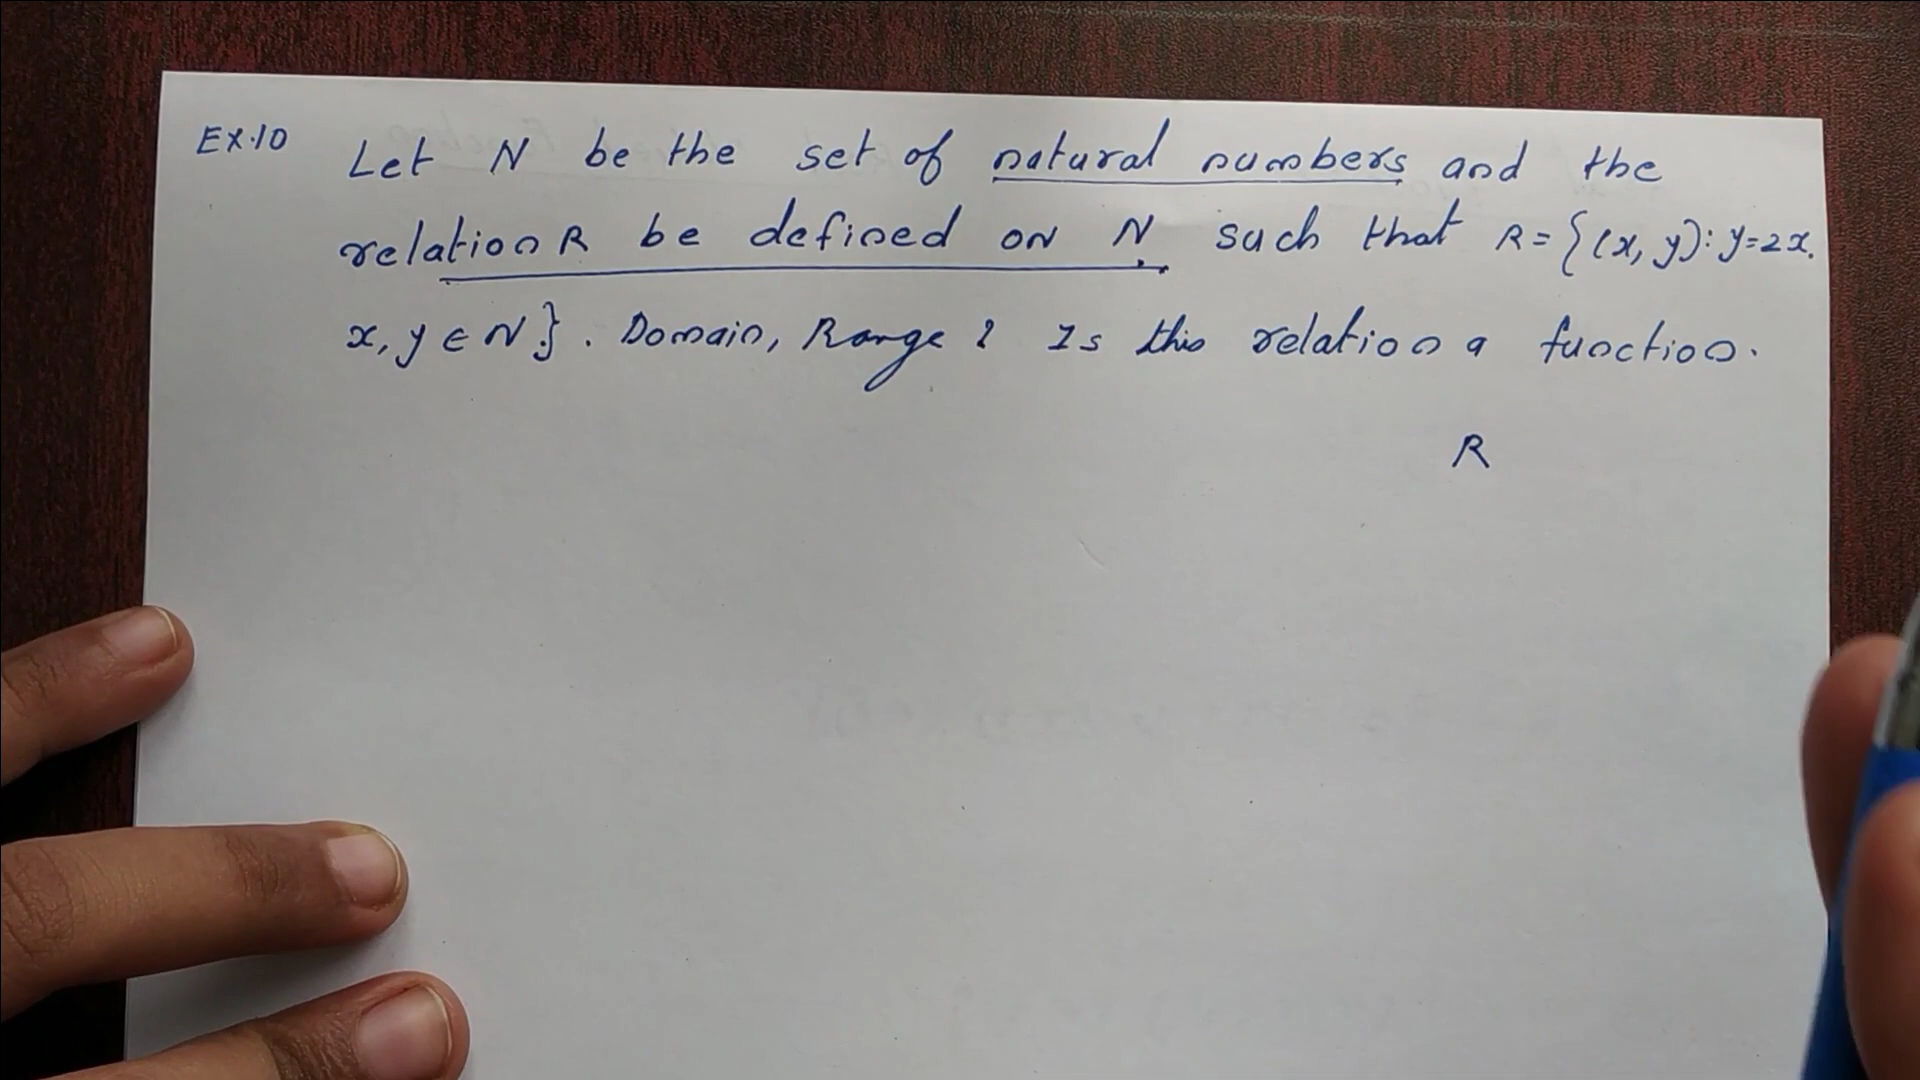 Ex.10 Let N be the set of natural numbers and the
relation R be defined on N such that R = {(x, y): y=2x.
x, y ∈ N}. Domain, Range? Is this relation a function.
R